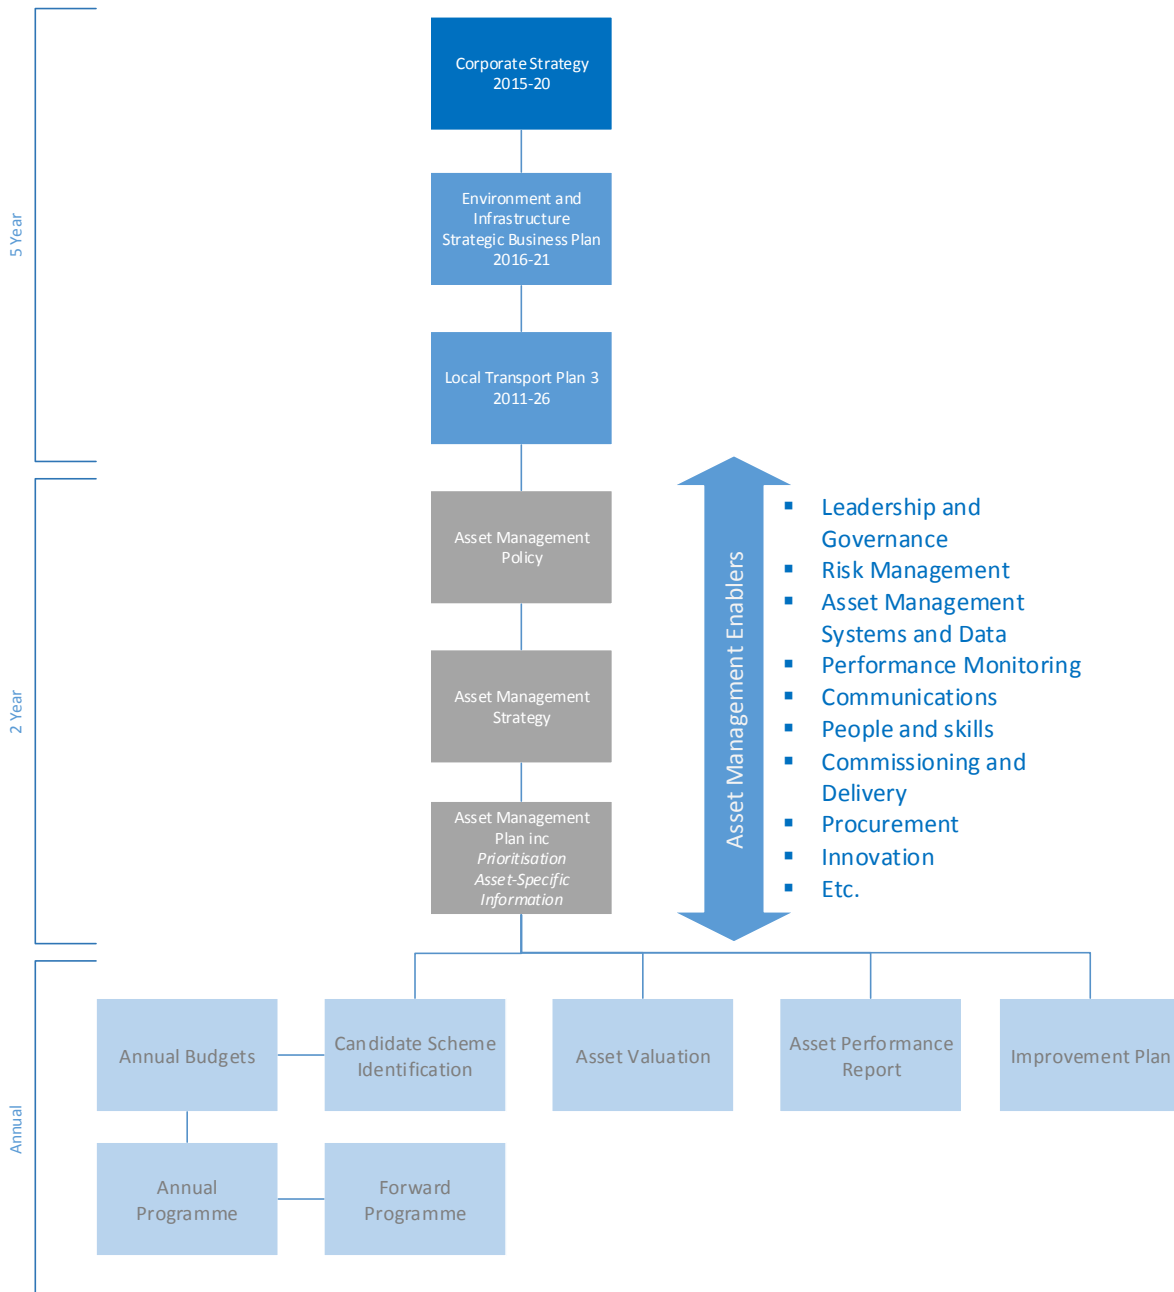 5 Year
Corporate Strategy
2015-20
Environment and
Infrastructure
Strategic Business Plan
2016-21
Local Transport Plan 3
2011-26
2 Year
Asset Management
Policy
Asset Management
Strategy
Asset Management
Plan inc
Prioritisation
Asset-Specific
Information
Asset Management Enablers
▪ Leadership and
Governance
▪ Risk Management
▪ Asset Management
Systems and Data
▪ Performance Monitoring
▪ Communications
▪ People and skills
▪ Commissioning and
Delivery
▪ Procurement
▪ Innovation
▪ Etc.
Annual
Annual Budgets
Candidate Scheme
Identification
Asset Valuation
Asset Performance
Report
Improvement Plan
Annual
Programme
Forward
Programme